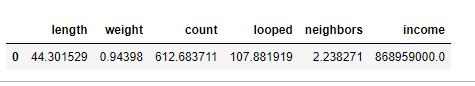 length weight count looped neighbors income
0 44.301529 0.94398 612.683711 107.881919 2.238271 868959000.0